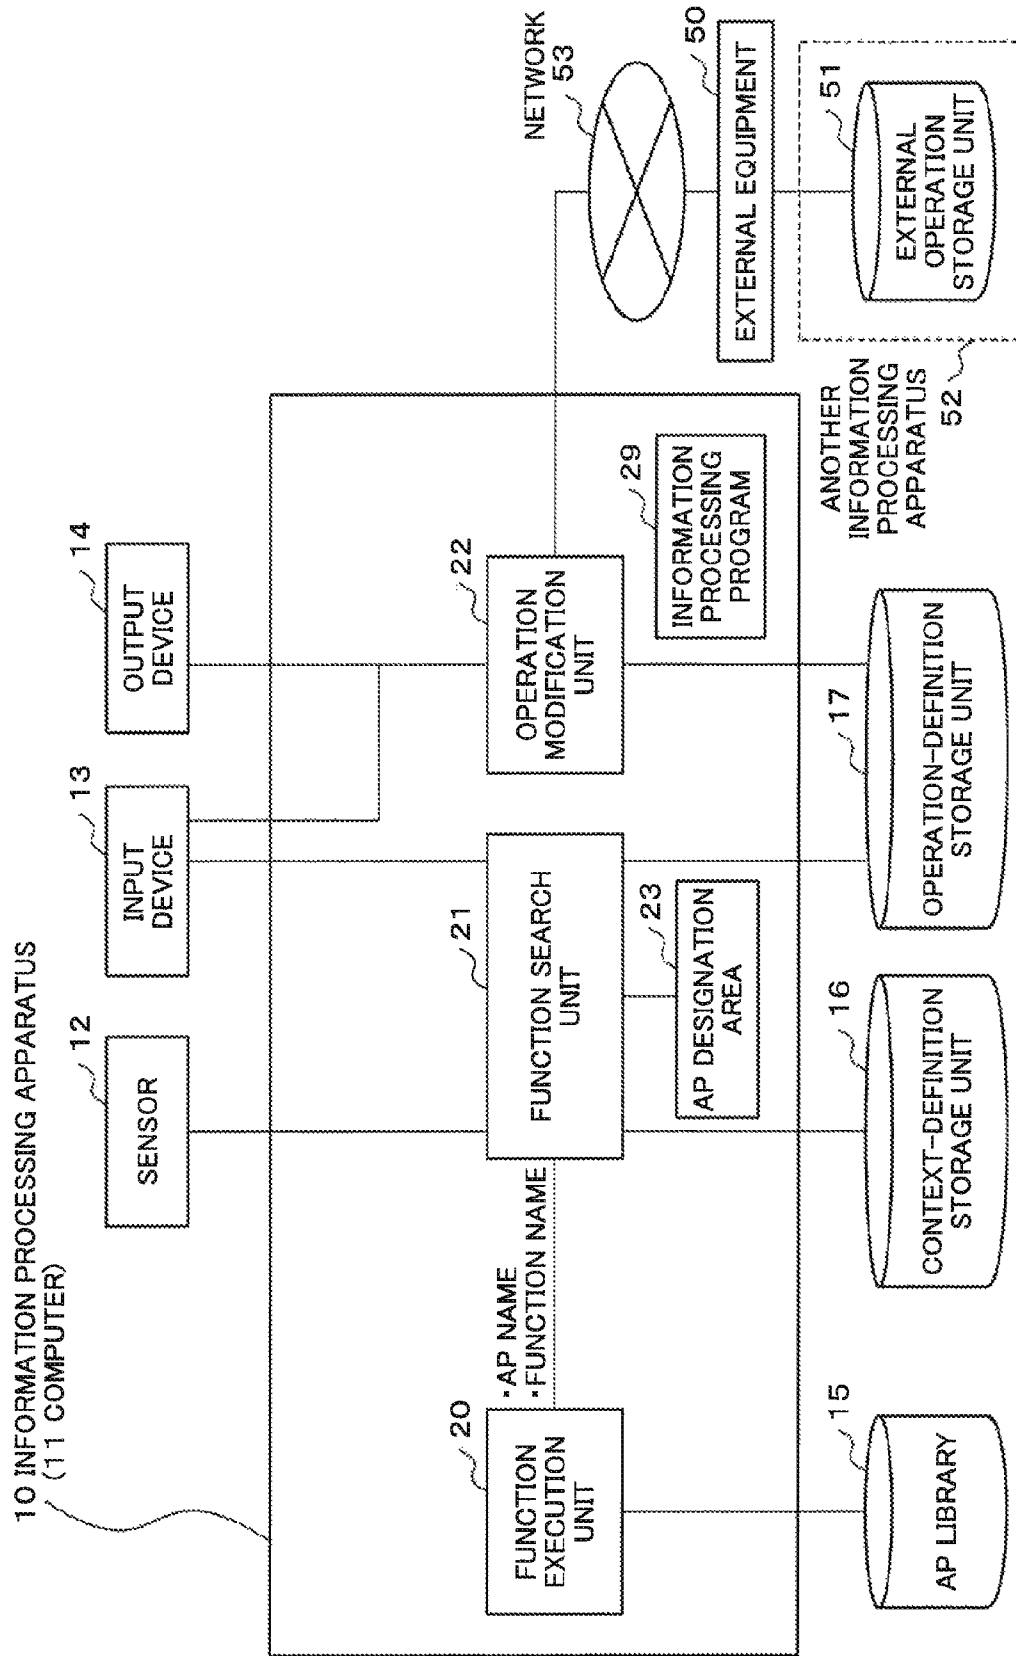 10 INFORMATION PROCESSING APPARATUS
(11 COMPUTER)
12
SENSOR
13
INPUT
DEVICE
14
OUTPUT
DEVICE
20
FUNCTION
EXECUTION
UNIT
・AP NAME
・FUNCTION NAME
21
FUNCTION SEARCH
UNIT
22
OPERATION
MODIFICATION
UNIT
23
AP DESIGNATION
AREA
29
INFORMATION
PROCESSING
PROGRAM
15
AP LIBRARY
16
CONTEXT-DEFINITION
STORAGE UNIT
17
OPERATION-DEFINITION
STORAGE UNIT
NETWORK
53
50
EXTERNAL EQUIPMENT
51
EXTERNAL
OPERATION
STORAGE UNIT
ANOTHER
INFORMATION
PROCESSING
APPARATUS
52